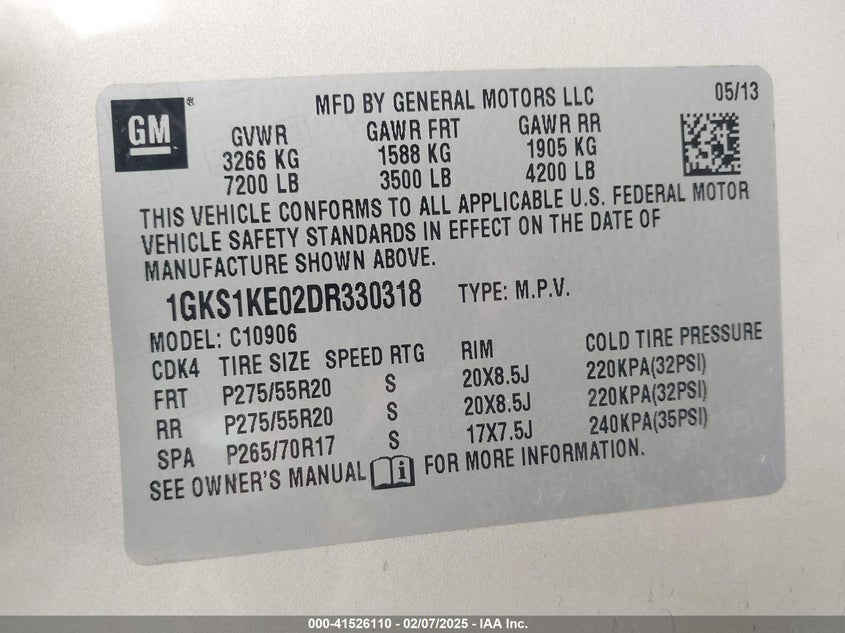 GM ®
MFD BY GENERAL MOTORS LLC
05/13
GVWR GAWR FRT GAWR RR
3266 KG 1588 KG 1905 KG
7200 LB 3500 LB 4200 LB
THIS VEHICLE CONFORMS TO ALL APPLICABLE U.S. FEDERAL MOTOR
VEHICLE SAFETY STANDARDS IN EFFECT ON THE DATE OF
MANUFACTURE SHOWN ABOVE.
1GKS1KE02DR330318 TYPE: M.P.V.
MODEL: C10906
CDK4 TIRE SIZE SPEED RTG RIM COLD TIRE PRESSURE
FRT P275/55R20 S 20X8.5J 220KPA(32PSI)
RR P275/55R20 S 20X8.5J 220KPA(32PSI)
SPA P265/70R17 S 17X7.5J 240KPA(35PSI)
SEE OWNER'S MANUAL i FOR MORE INFORMATION.
000-41526110 - 02/07/2025 - IAA Inc.